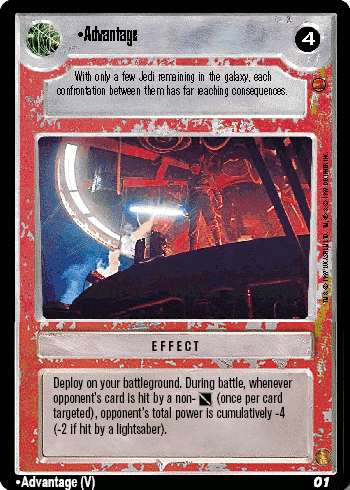 •Advantage
4
With only a few Jedi remaining in the galaxy, each
confrontation between them has far reaching consequences.
EFFECT
Deploy on your battleground. During battle, whenever
opponent's card is hit by a non- (once per card
targeted), opponent's total power is cumulatively -4
(-2 if hit by a lightsaber).
•Advantage (V)
01